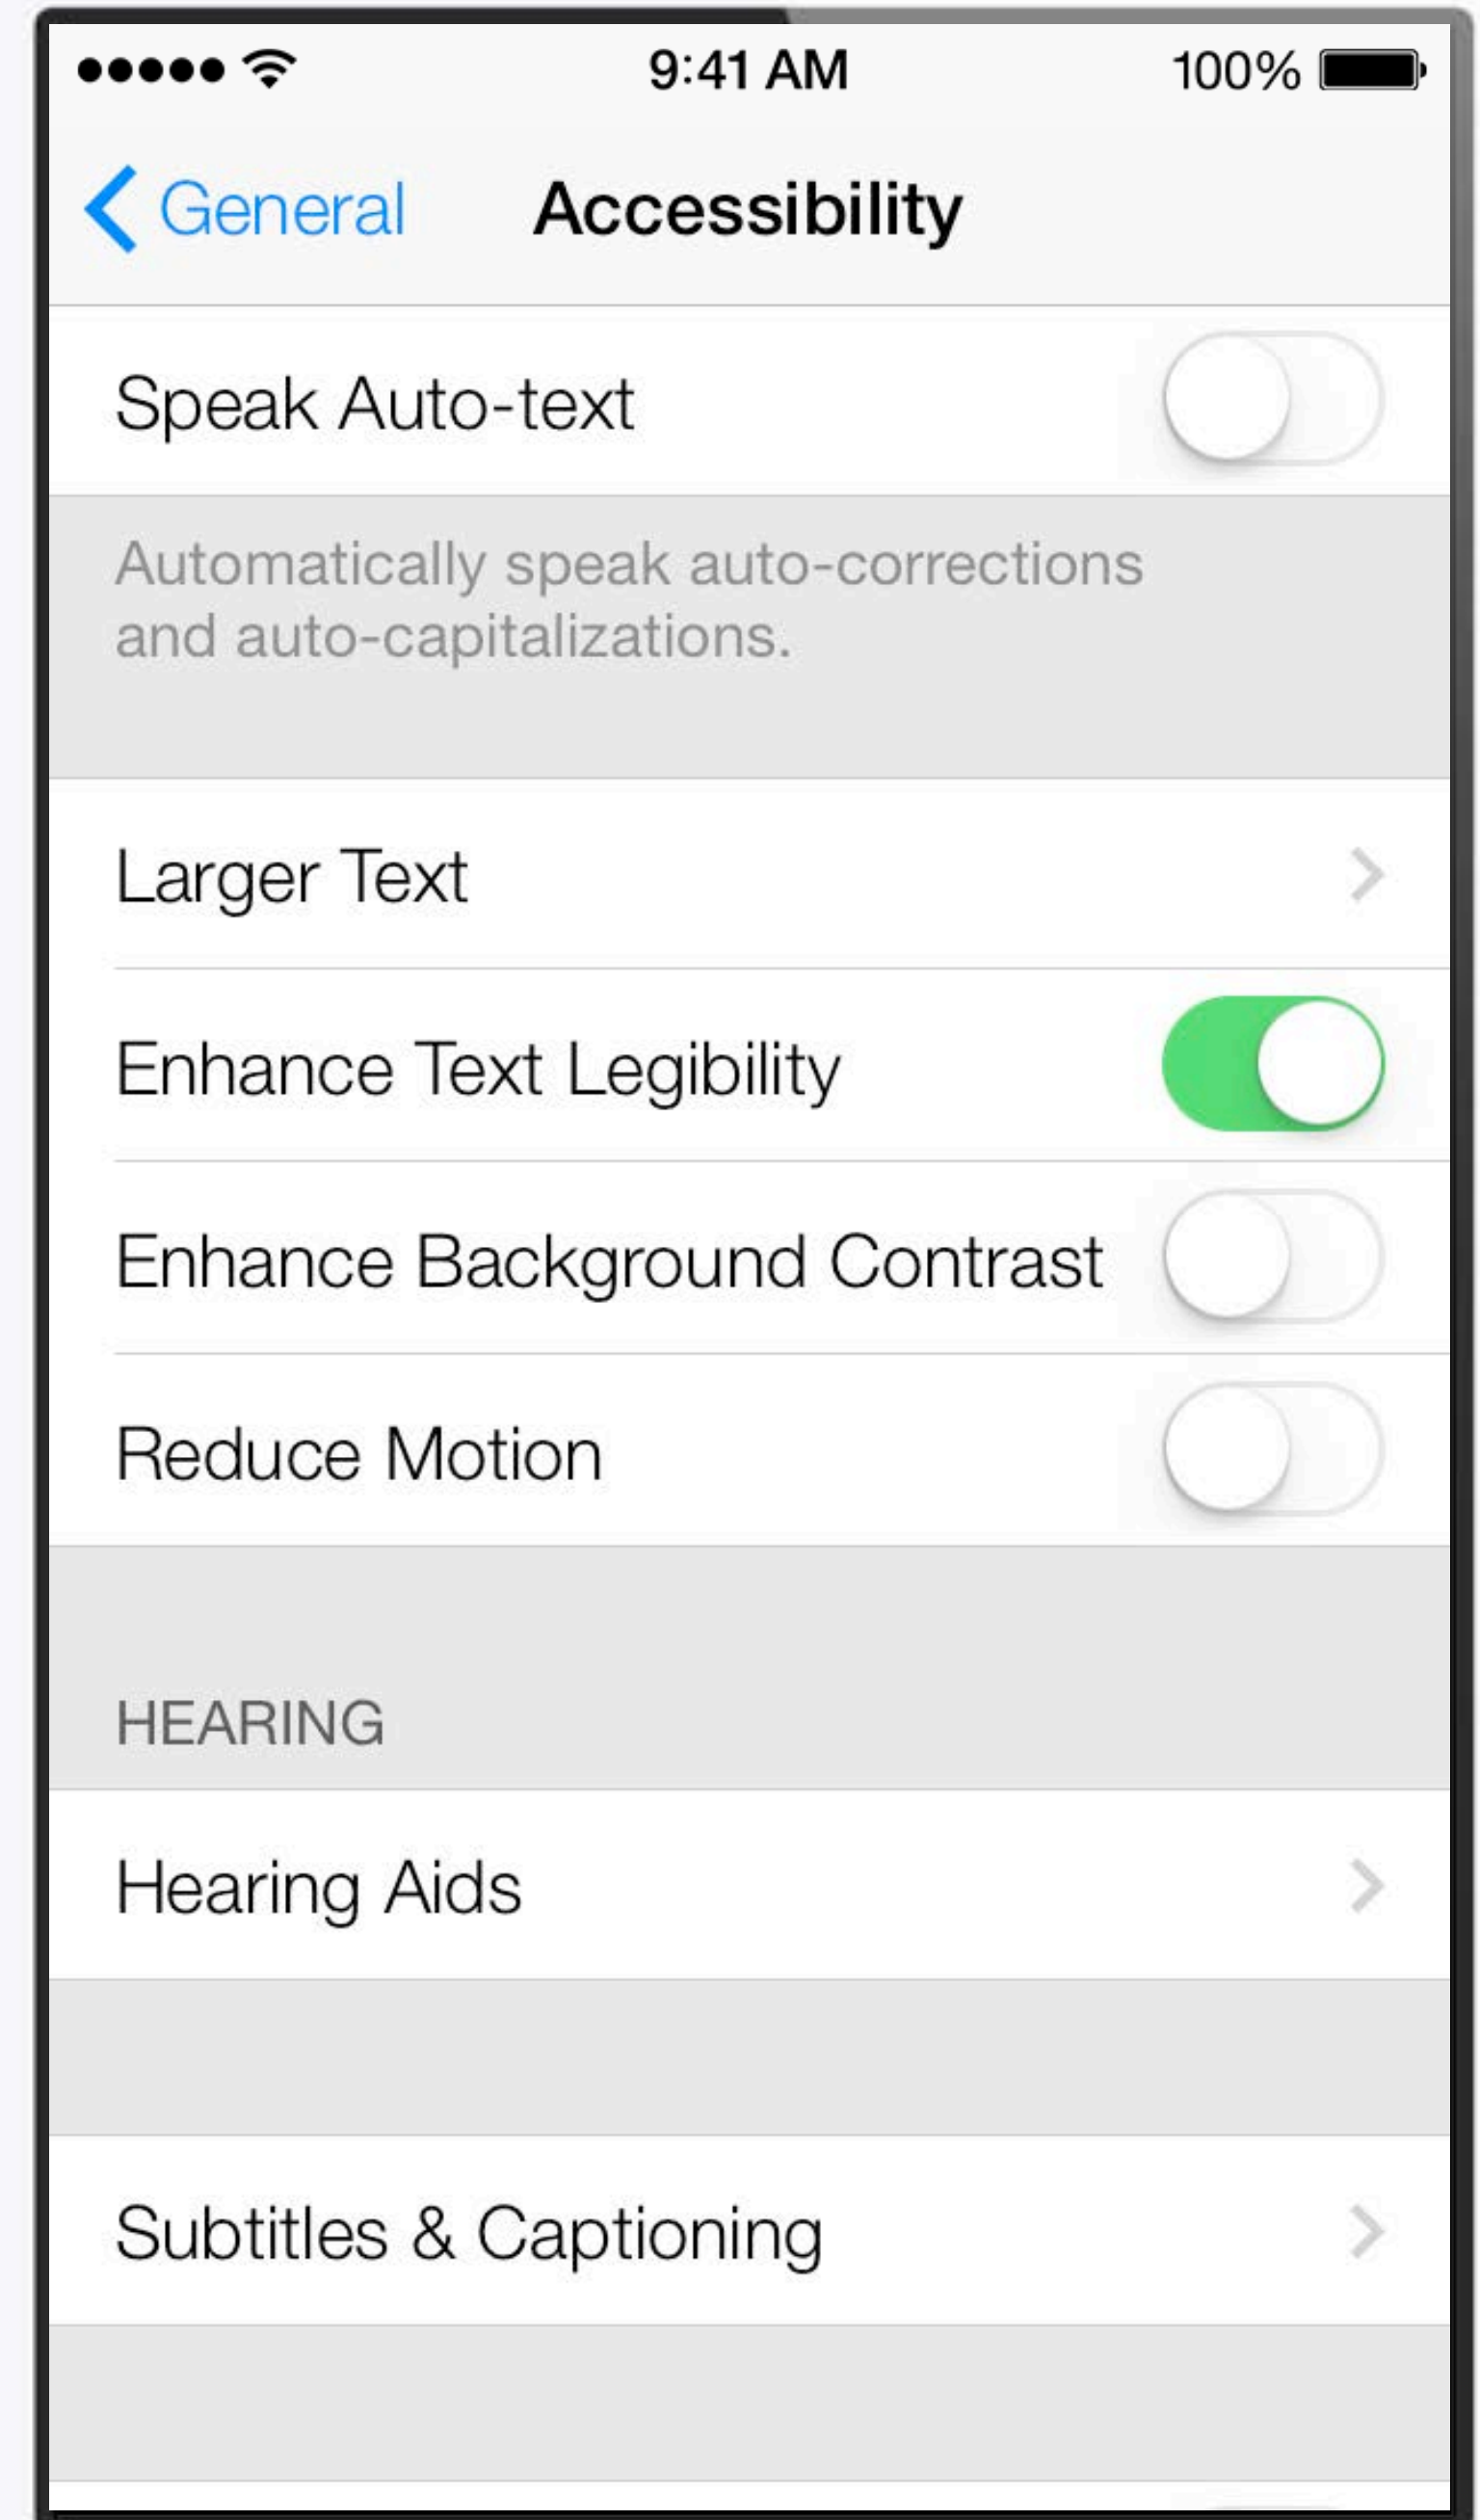 9:41 AM 100%
General Accessibility
Speak Auto-text
Automatically speak auto-corrections
and auto-capitalizations.
Larger Text
Enhance Text Legibility
Enhance Background Contrast
Reduce Motion
HEARING
Hearing Aids
Subtitles & Captioning